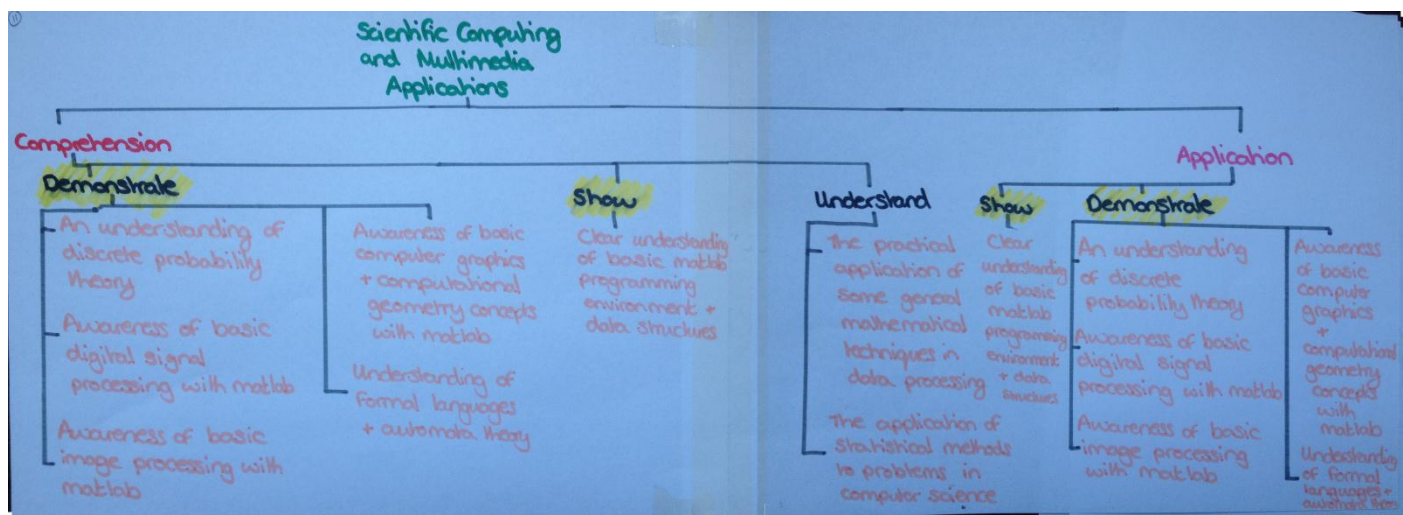 11
Scientific Computing
and Multimedia
Applications
Comprehension
Demonstrate
An understanding of
discrete probability
theory
Awareness of basic
digital signal
processing with matlab
Awareness of basic
image processing with
matlab
Awareness of basic
computer graphics
+ computational
geometry concepts
with matlab
Understanding of
formal languages
+ automata theory
Show
Clear understanding
of basic matlab
programming
environment +
data structures
Understand
The practical
application of
some general
mathematical
techniques in
data processing
The application of
statistical methods
to problems in
computer science
Application
Show
Clear
understanding
of basic
matlab
programming
environment
+ data
structures
Demonstrate
An understanding
of discrete
probability theory
Awareness of basic
digital signal
processing with matlab
Awareness of basic
image processing
with matlab
Awareness
of basic
computer
graphics
+
computational
geometry
concepts
with
matlab
Understanding
of formal
languages +
automata theory